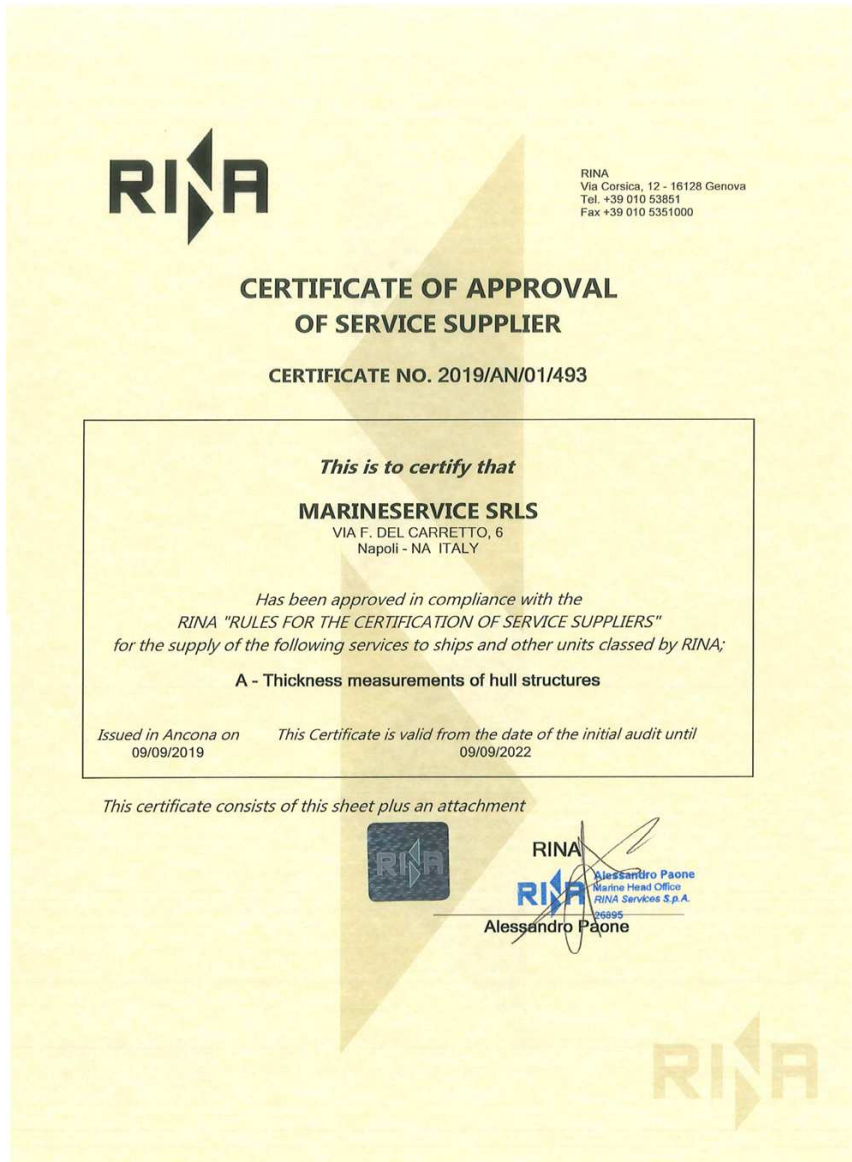 RINA
RINA
Via Corsica, 12 - 16128 Genova
Tel. +39 010 53851
Fax +39 010 5351000
CERTIFICATE OF APPROVAL
OF SERVICE SUPPLIER
CERTIFICATE NO. 2019/AN/01/493
This is to certify that
MARINESERVICE SRLS
VIA F. DEL CARRETTO, 6
Napoli - NA ITALY
Has been approved in compliance with the
RINA "RULES FOR THE CERTIFICATION OF SERVICE SUPPLIERS"
for the supply of the following services to ships and other units classed by RINA;
A - Thickness measurements of hull structures
Issued in Ancona on
09/09/2019
This Certificate is valid from the date of the initial audit until
09/09/2022
This certificate consists of this sheet plus an attachment
RINA
RINA
RINA
Alessandro Paone
Marine Head Office
RINA Services S.p.A.
26895
Alessandro Paone
RINA